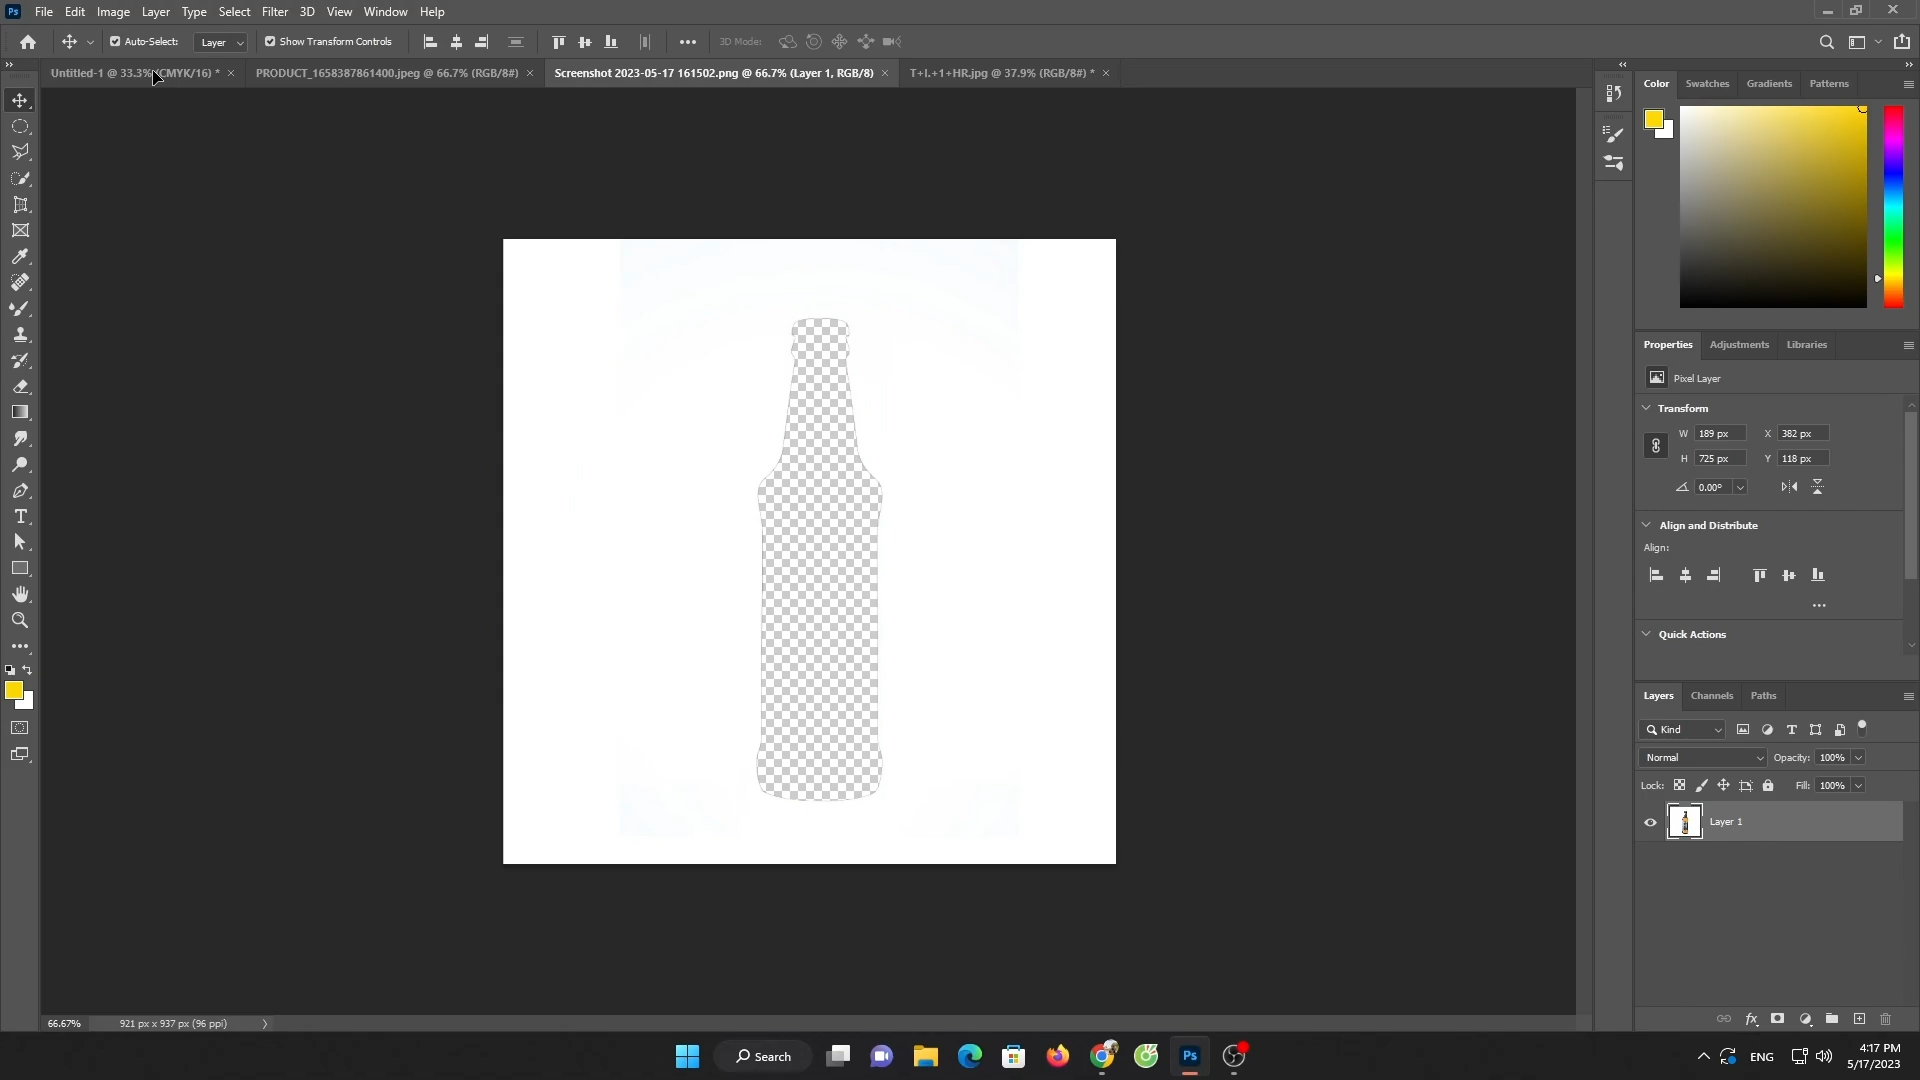 Ps File Edit Image Layer Type Select Filter 3D View Window Help
Auto-Select: Layer Show Transform Controls 3D Mode:
Untitled-1 @ 33.3% (CMYK/16) * PRODUCT_1658387861400.jpeg @ 66.7% (RGB/8#) Screenshot 2023-05-17 161502.png @ 66.7% (Layer 1, RGB/8) T+I.+1+HR.jpg @ 37.9% (RGB/8#) *
Color Swatches Gradients Patterns
Properties Adjustments Libraries
Pixel Layer
Transform
W 189 px X 382 px
H 725 px Y 118 px
0.00°
Align and Distribute
Align:
Quick Actions
Layers Channels Paths
Kind
Normal Opacity: 100%
Lock: Fill: 100%
Layer 1
66.67% 921 px x 937 px (96 ppi)
Search Ps ENG 4:17 PM
5/17/2023